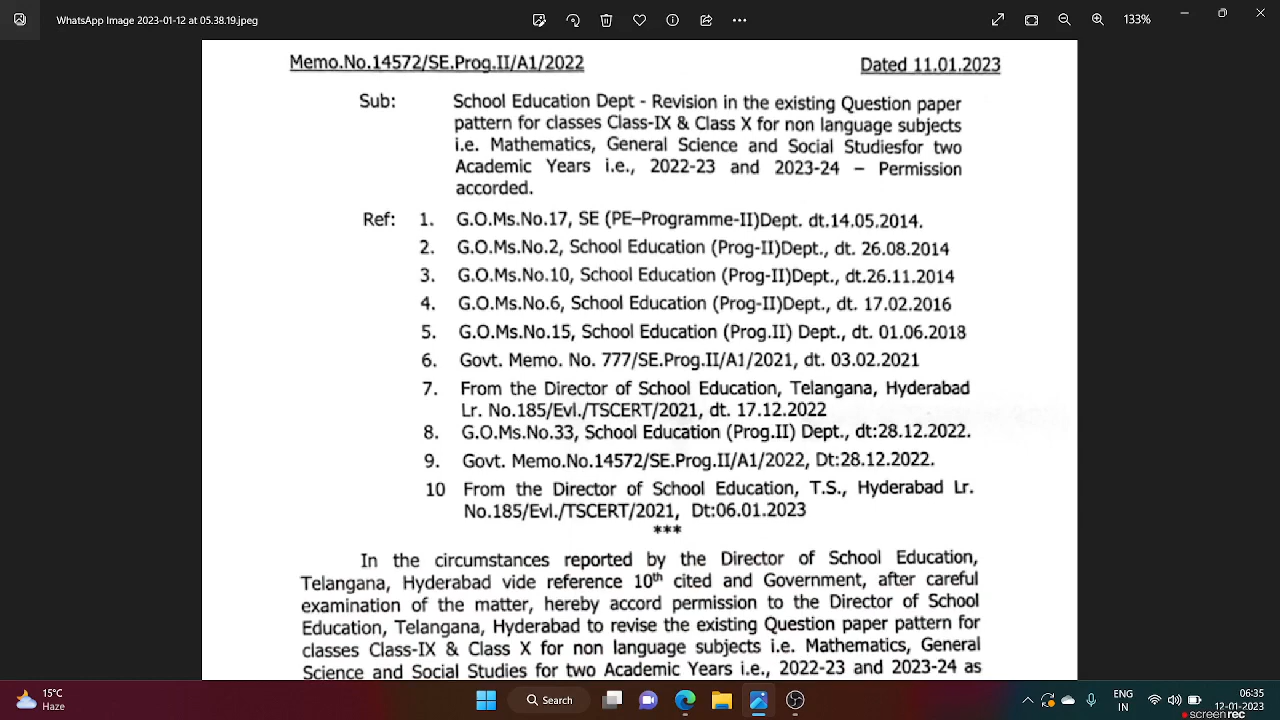 WhatsApp Image 2023-01-12 at 05.38.19.jpeg
133%
Memo.No.14572/SE.Prog.II/A1/2022 Dated 11.01.2023
Sub: School Education Dept - Revision in the existing Question paper
pattern for classes Class-IX & Class X for non language subjects
i.e. Mathematics, General Science and Social Studiesfor two
Academic Years i.e., 2022-23 and 2023-24 – Permission
accorded.
Ref: 1. G.O.Ms.No.17, SE (PE–Programme-II)Dept. dt.14.05.2014.
2. G.O.Ms.No.2, School Education (Prog-II)Dept., dt. 26.08.2014
3. G.O.Ms.No.10, School Education (Prog-II)Dept., dt.26.11.2014
4. G.O.Ms.No.6, School Education (Prog-II)Dept., dt. 17.02.2016
5. G.O.Ms.No.15, School Education (Prog.II) Dept., dt. 01.06.2018
6. Govt. Memo. No. 777/SE.Prog.II/A1/2021, dt. 03.02.2021
7. From the Director of School Education, Telangana, Hyderabad
Lr. No.185/Evl./TSCERT/2021, dt. 17.12.2022
8. G.O.Ms.No.33, School Education (Prog.II) Dept., dt:28.12.2022.
9. Govt. Memo.No.14572/SE.Prog.II/A1/2022, Dt:28.12.2022.
10 From the Director of School Education, T.S., Hyderabad Lr.
No.185/Evl./TSCERT/2021, Dt:06.01.2023
***
In the circumstances reported by the Director of School Education,
Telangana, Hyderabad vide reference 10th cited and Government, after careful
examination of the matter, hereby accord permission to the Director of School
Education, Telangana, Hyderabad to revise the existing Question paper pattern for
classes Class-IX & Class X for non language subjects i.e. Mathematics, General
Science and Social Studies for two Academic Years i.e., 2022-23 and 2023-24 as
15°C
Haze
Search
ENG
IN
06:35
12-01-2023
screenrec